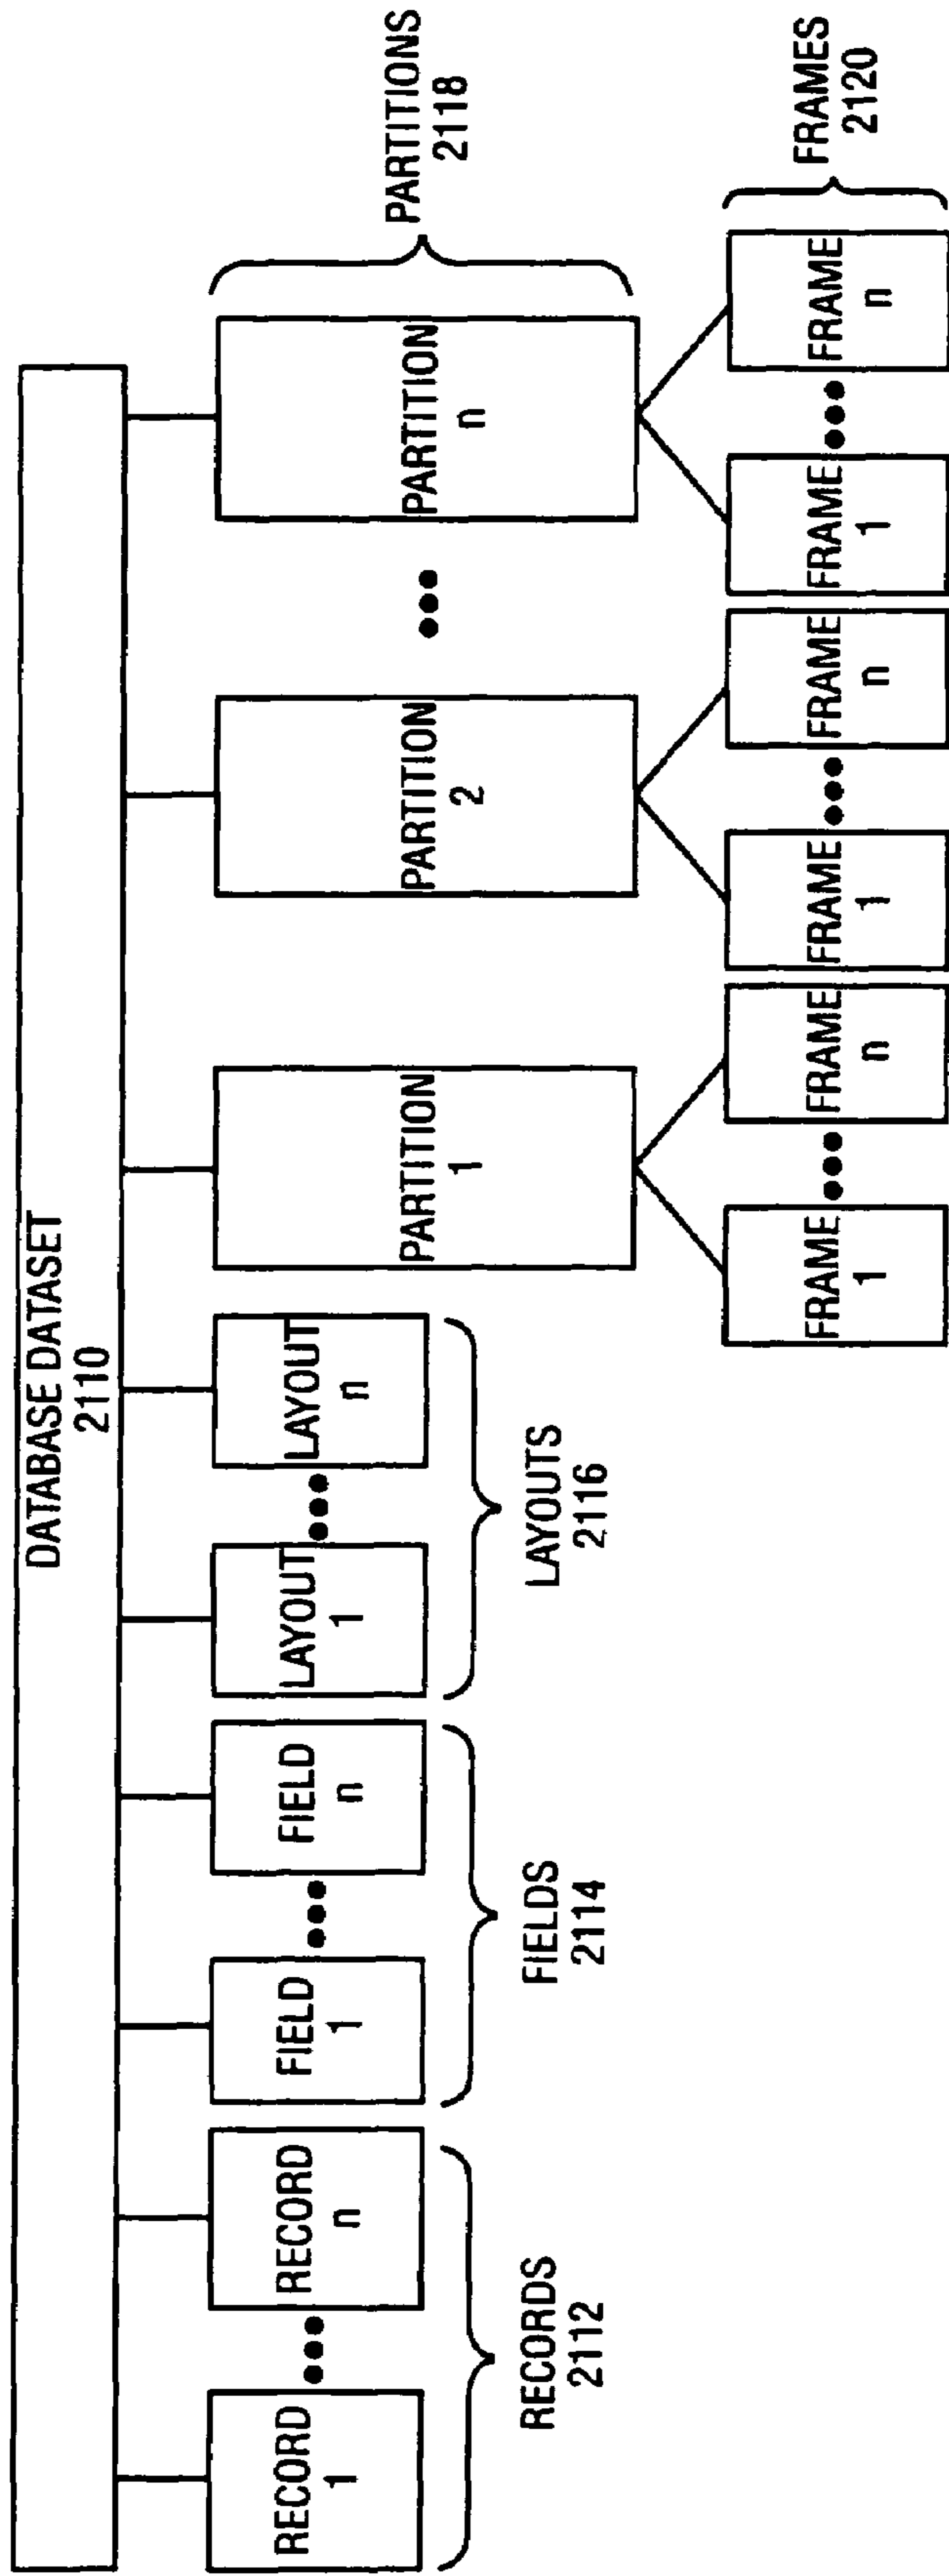 DATABASE DATASET
2110
RECORD
1
RECORD
n
FIELD
1
FIELD
n
LAYOUT
1
LAYOUT
n
PARTITION
1
PARTITION
2
PARTITION
n
PARTITIONS
2118
RECORDS
2112
FIELDS
2114
LAYOUTS
2116
FRAME
1
FRAME
n
FRAME
1
FRAME
n
FRAME
1
FRAME
n
FRAMES
2120